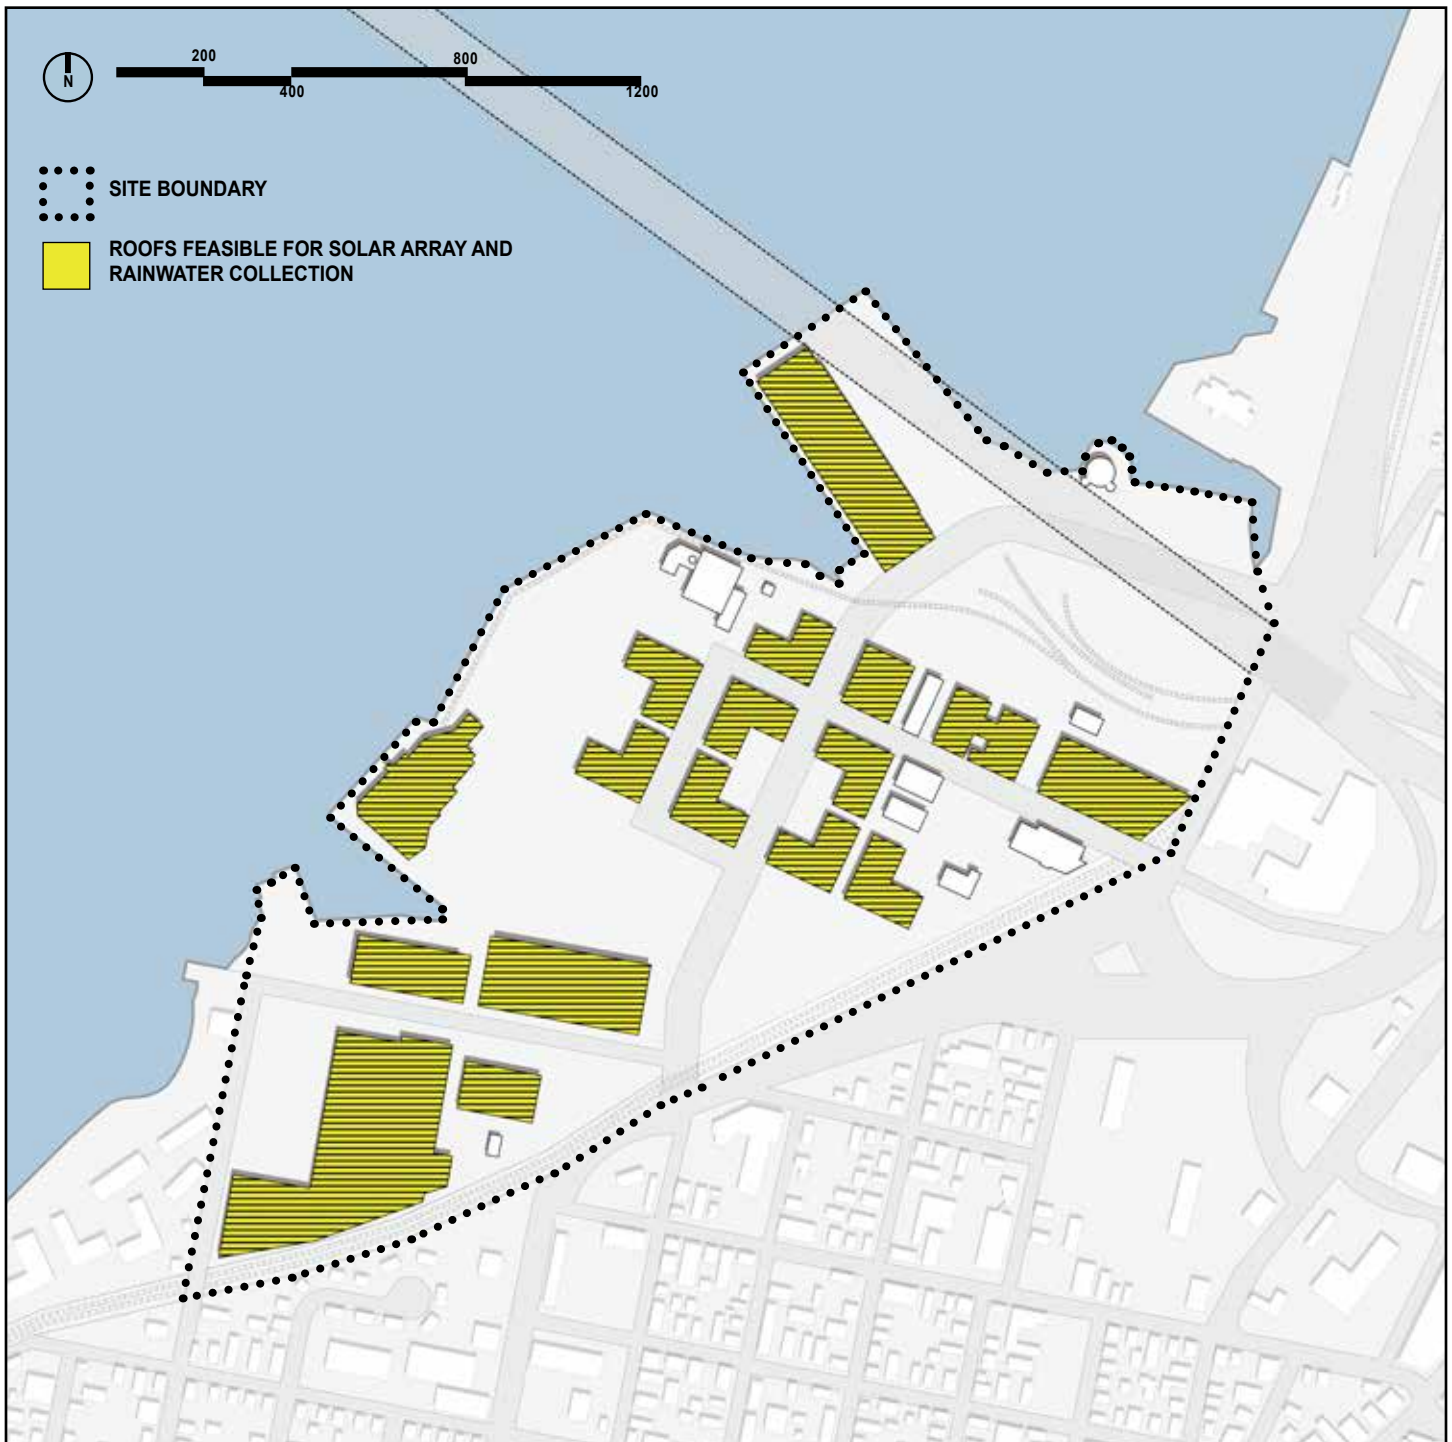 200
800
N
400
1200
SITE BOUNDARY
ROOFS FEASIBLE FOR SOLAR ARRAY AND
RAINWATER COLLECTION